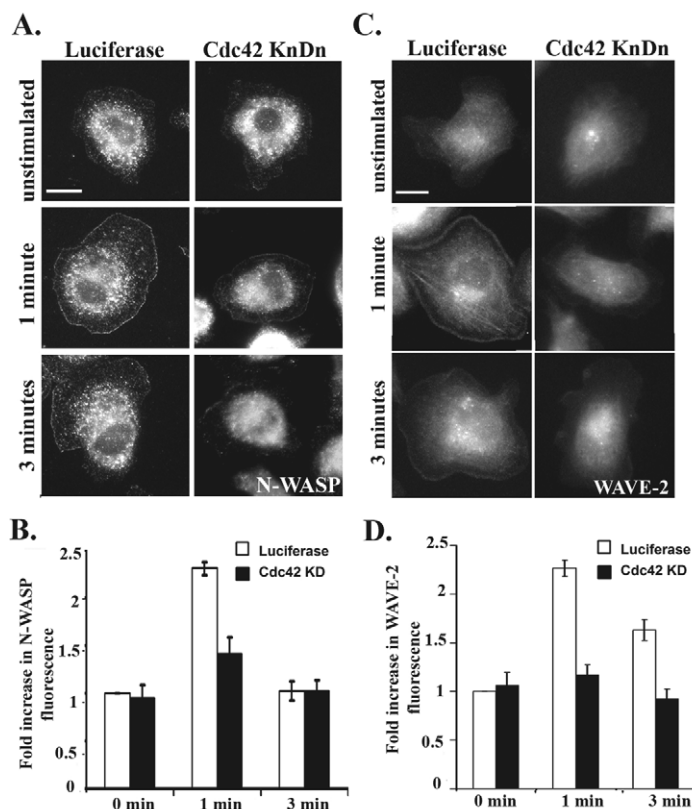 A.
Luciferase Cdc42 KnDn
unstimulated
1 minute
3 minutes
N-WASP
C.
Luciferase Cdc42 KnDn
unstimulated
1 minute
3 minutes
WAVE-2
B.
Fold increase in N-WASP
fluorescence
2.5
2
1.5
1
0.5
0
Luciferase
Cdc42 KD
0 min 1 min 3 min
D.
Fold increase in WAVE-2
fluorescence
2.5
2
1.5
1
0.5
0
Luciferase
Cdc42 KD
0 min 1 min 3 min